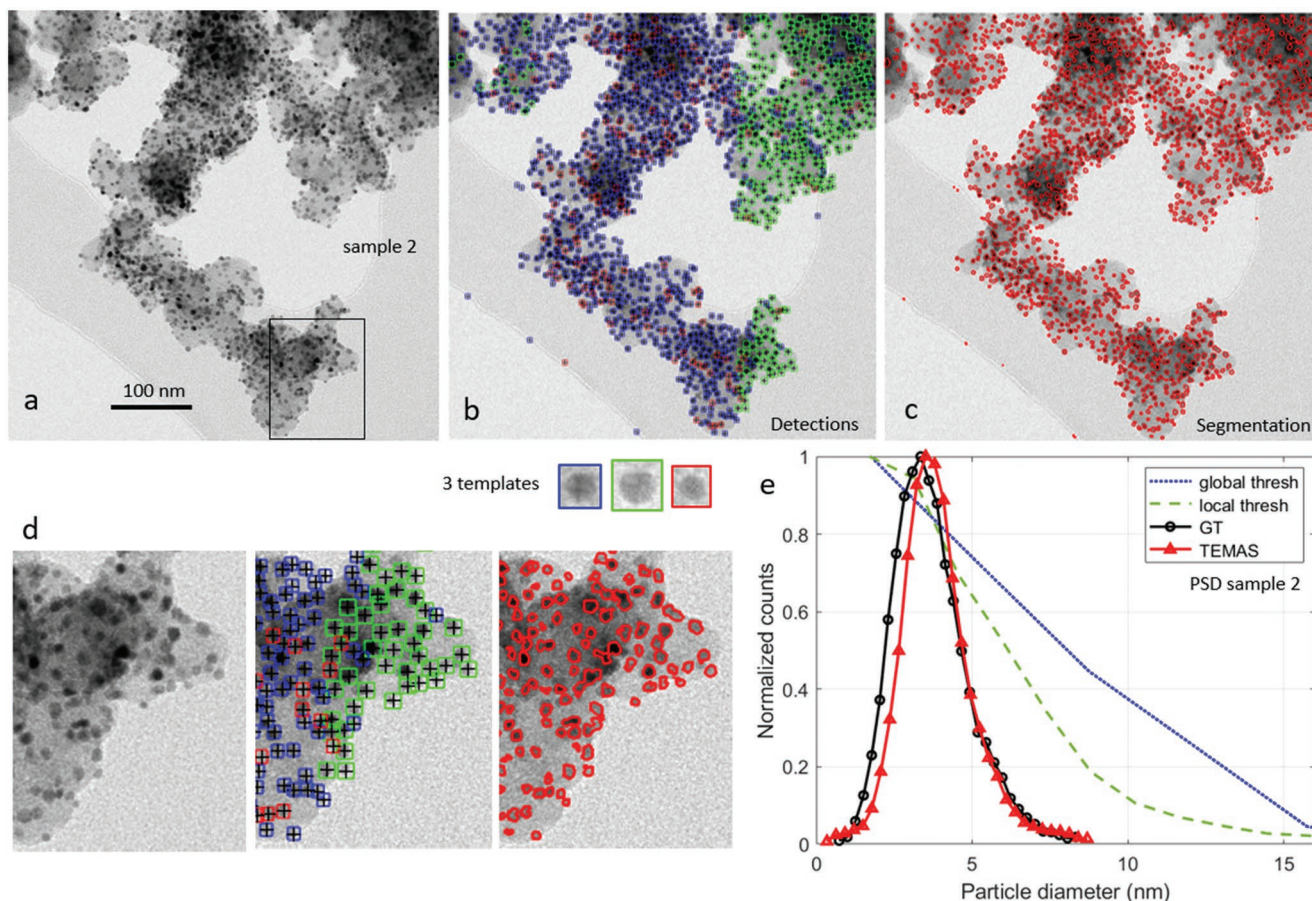 sample 2
100 nm
a
b
Detections
c
Segmentation
3 templates
d
e
global thresh
local thresh
GT
TEMAS
PSD sample 2
Normalized counts
1
0.8
0.6
0.4
0.2
0
0
5
10
15
Particle diameter (nm)